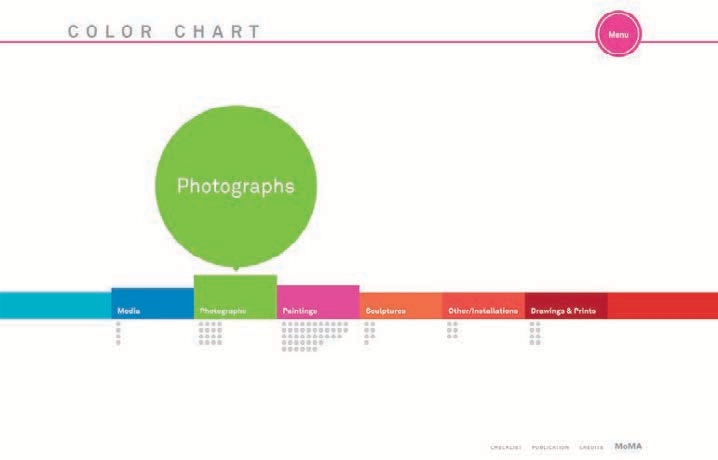 COLOR CHART
Menu
Photographs
Media
Photographs
Paintings
Sculptures
Other/Installations
Drawings & Prints
CHECKLIST
PUBLICATION
CREDITS
MoMA